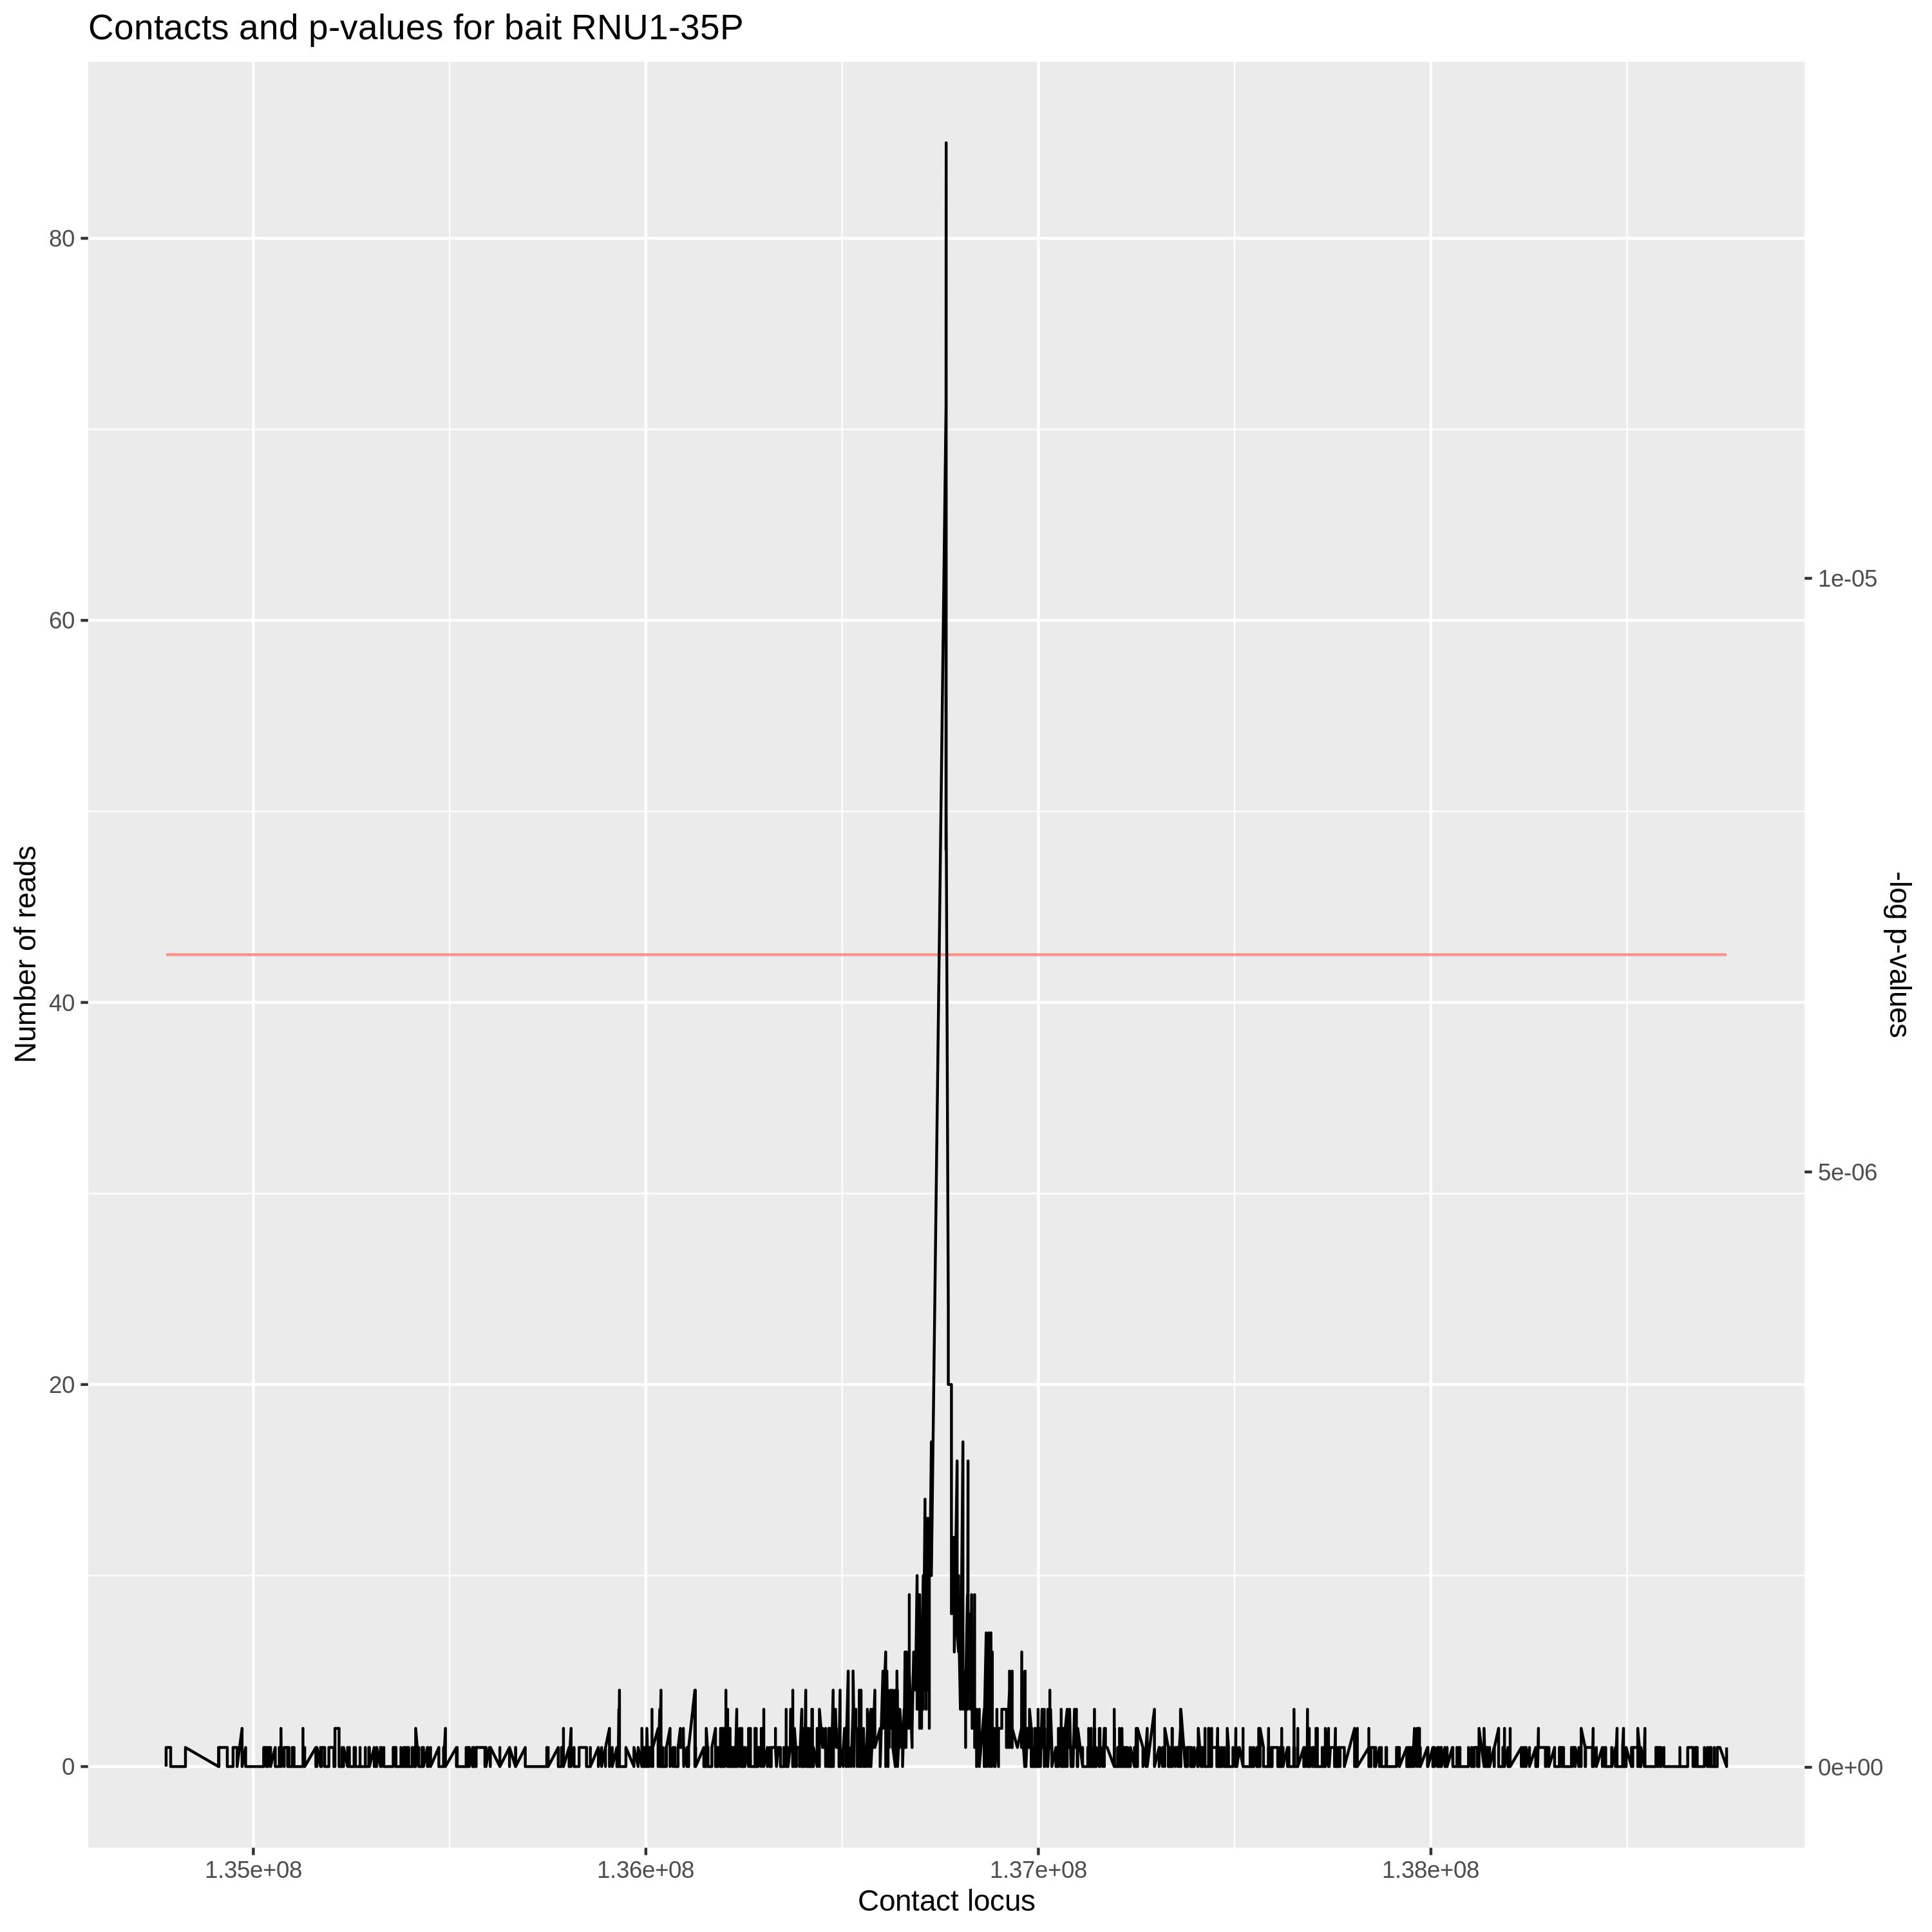 Contacts and p-values for bait RNU1-35P
80
60
40
20
0
Number of reads
1e-05
5e-06
0e+00
-log p-values
1.35e+08
1.36e+08
1.37e+08
1.38e+08
Contact locus